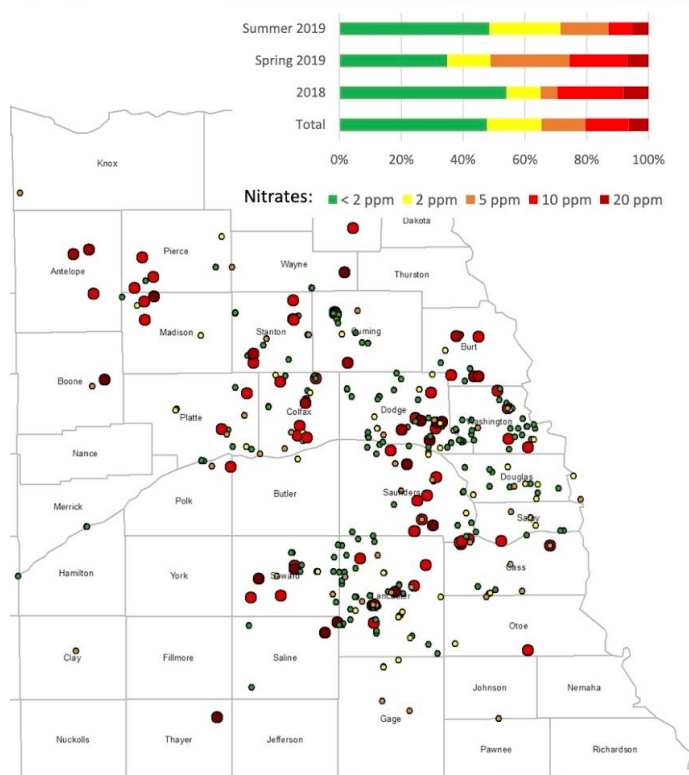 Summer 2019
Spring 2019
2018
Total
0% 20% 40% 60% 80% 100%
Nitrates: < 2 ppm 2 ppm 5 ppm 10 ppm 20 ppm
Knox
Dakota
Pierce
Wayne
Antelope
Thurston
Madison
Stanton
Cuming
Burt
Boone
Platte
Colfax
Dodge
Washington
Nance
Douglas
Merrick
Polk
Butler
Saunders
Sarpy
Hamilton
York
Seward
Cass
Lancaster
Otoe
Clay
Fillmore
Saline
Johnson
Nemaha
Gage
Nuckolls
Thayer
Jefferson
Pawnee
Richardson